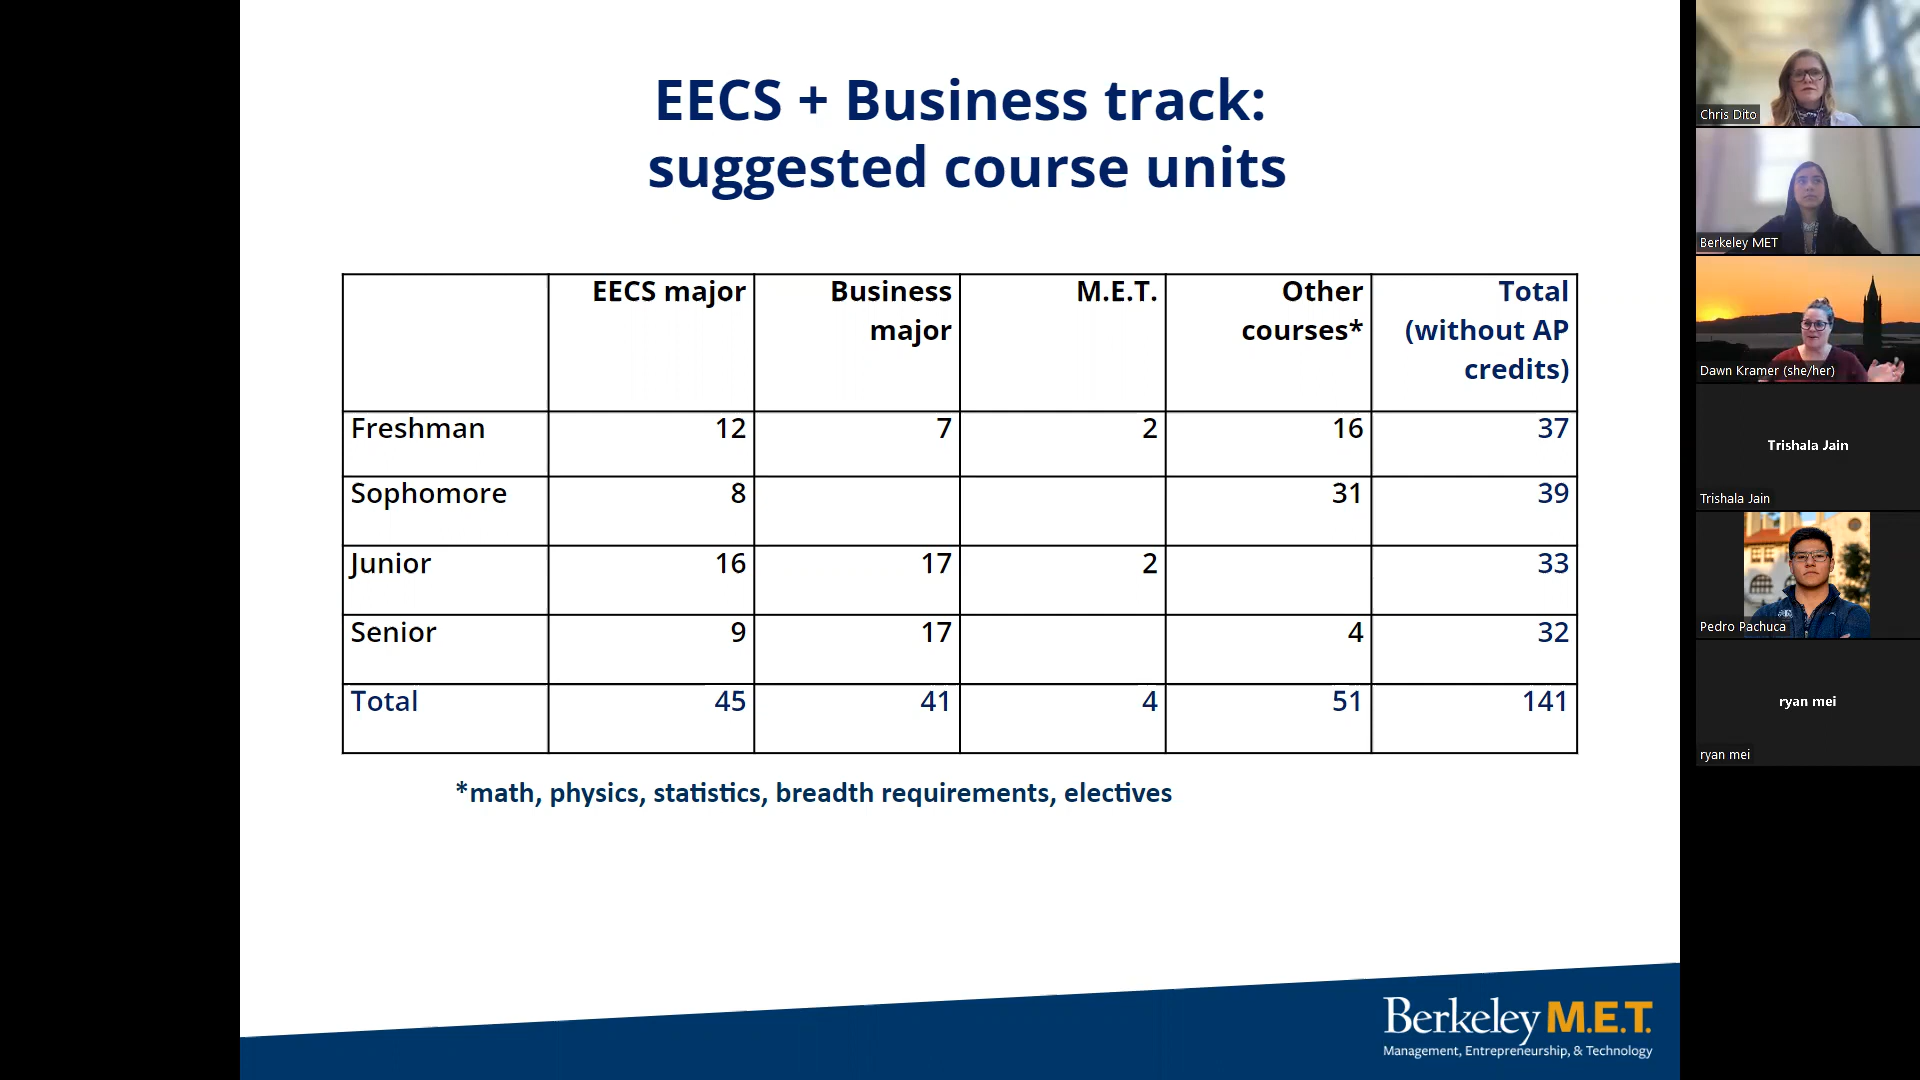 EECS + Business track:
suggested course units
EECS major
Business
major
M.E.T.
Other
courses*
Total
(without AP
credits)
Freshman 12 7 2 16 37
Sophomore 8 31 39
Junior 16 17 2 33
Senior 9 17 4 32
Total 45 41 4 51 141
*math, physics, statistics, breadth requirements, electives
Berkeley M.E.T.
Management, Entrepreneurship, & Technology
Chris Dito
Berkeley MET
Dawn Kramer (she/her)
Trishala Jain
Trishala Jain
Pedro Pachuca
ryan mei
ryan mei